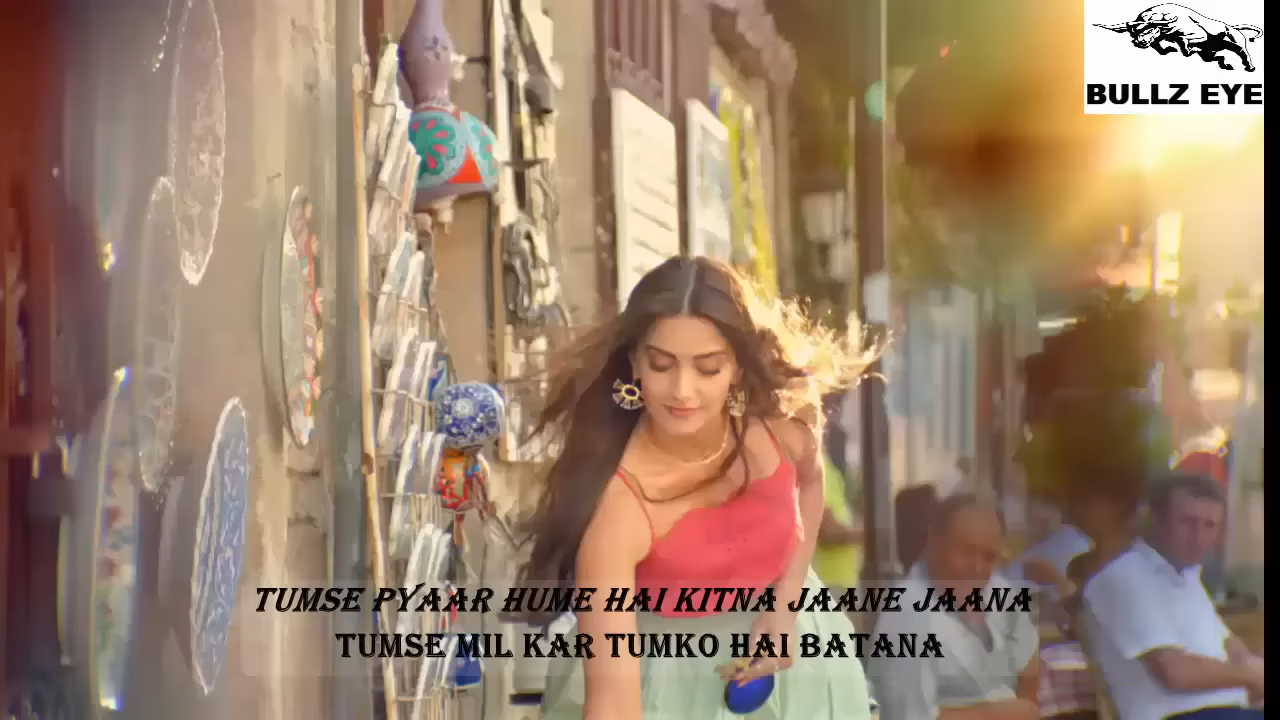 BULLZ EYE
TUMSE PYAAR HUME HAI KITNA JAANE JAANA
TUMSE MIL KAR TUMKO HAI BATANA